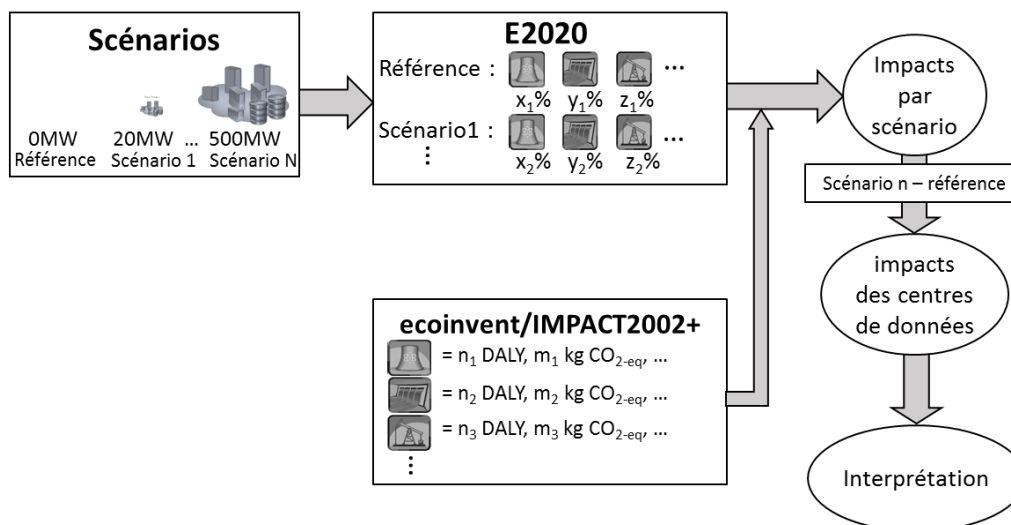 Scénarios
0MW 20MW ... 500MW
Référence Scénario 1 Scénario N
E2020
Référence : ...
x1% y1% z1%
Scénario1 : ...
x2% y2% z2%
Impacts
par
scénario
Scénario n – référence
impacts
des centres
de données
Interprétation
ecoinvent/IMPACT2002+
= n1 DALY, m1 kg CO2-eq, ...
= n2 DALY, m2 kg CO2-eq, ...
= n3 DALY, m3 kg CO2-eq, ...